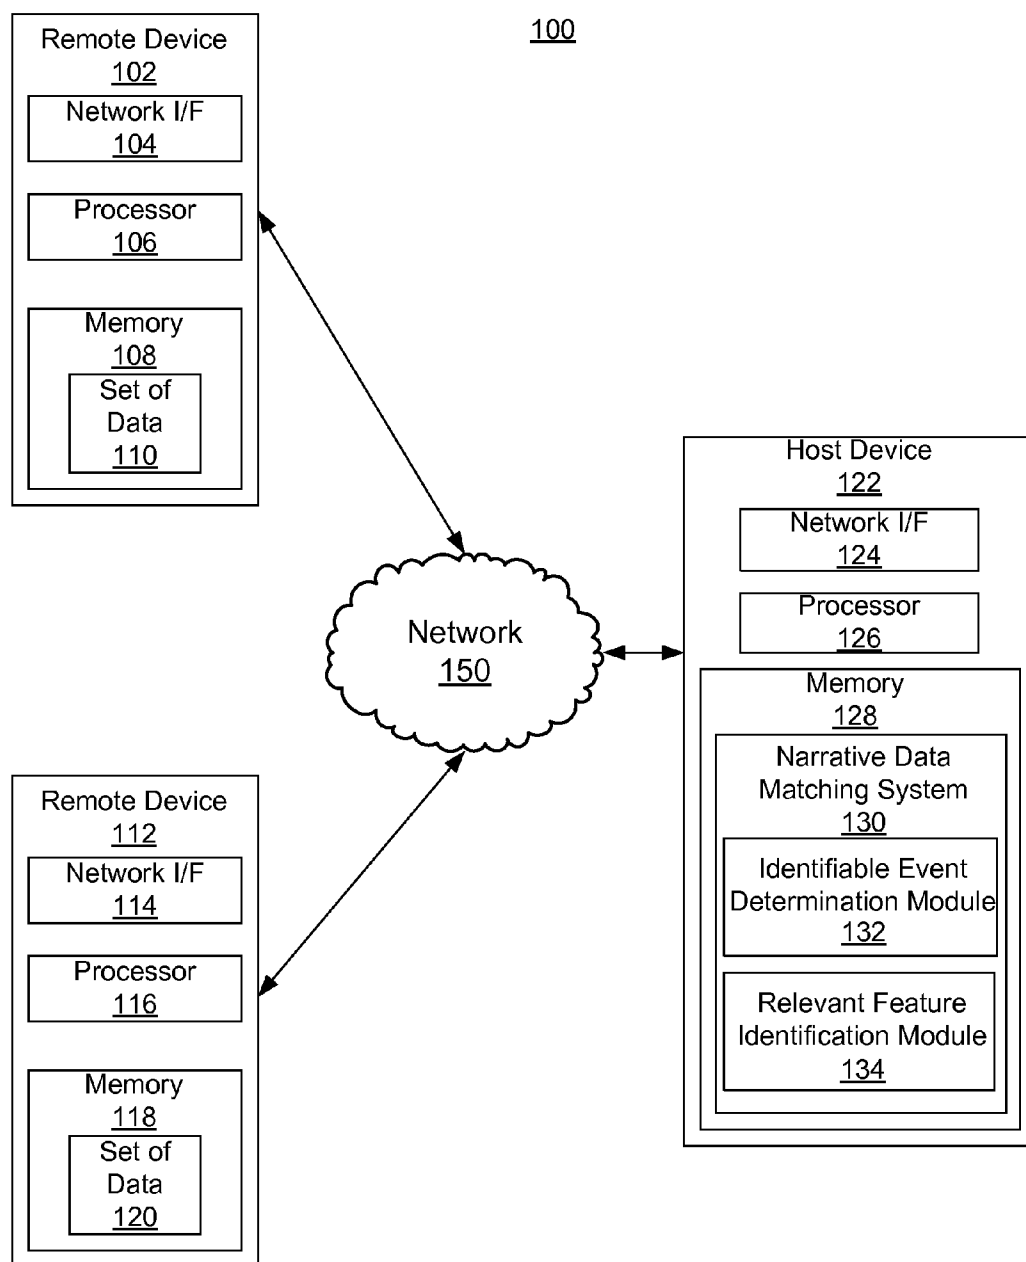 100
Remote Device
102
Network I/F
104
Processor
106
Memory
108
Set of
Data
110
Host Device
122
Network I/F
124
Processor
126
Memory
128
Narrative Data
Matching System
130
Identifiable Event
Determination Module
132
Relevant Feature
Identification Module
134
Network
150
Remote Device
112
Network I/F
114
Processor
116
Memory
118
Set of
Data
120